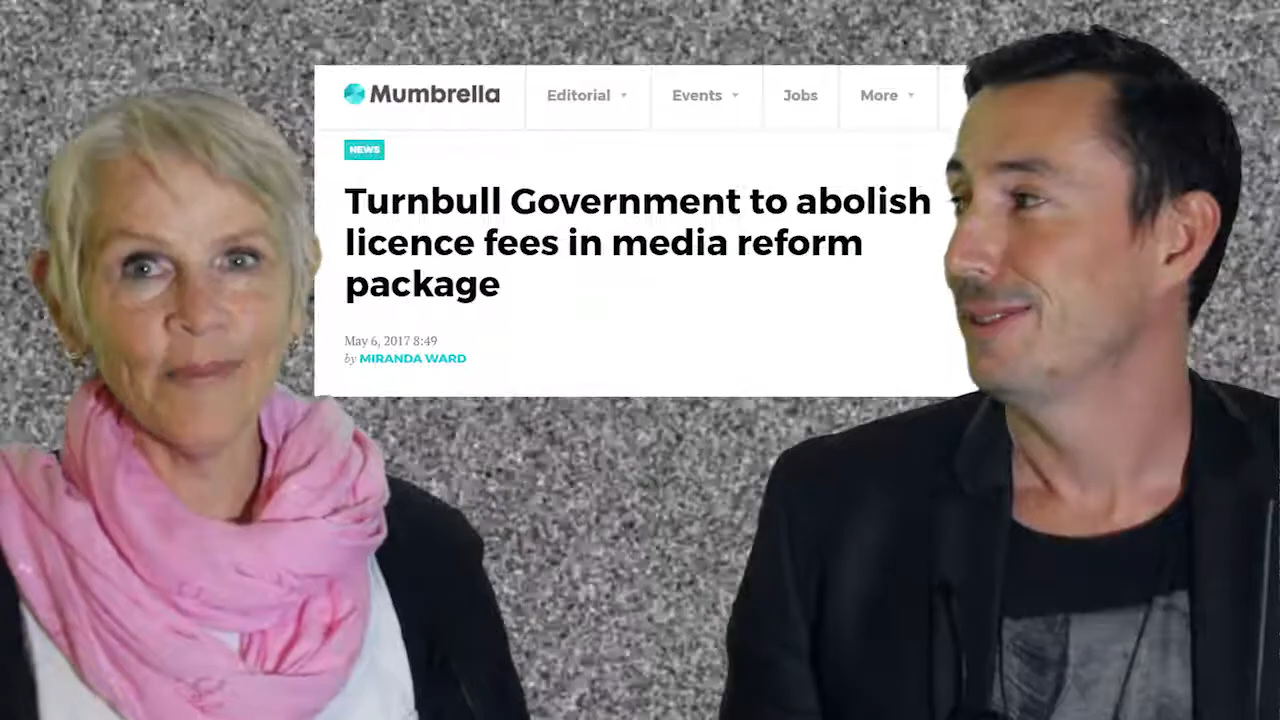 Mumbrella Editorial Events Jobs More
NEWS
Turnbull Government to abolish
licence fees in media reform
package
May 6, 2017 8:49
by MIRANDA WARD